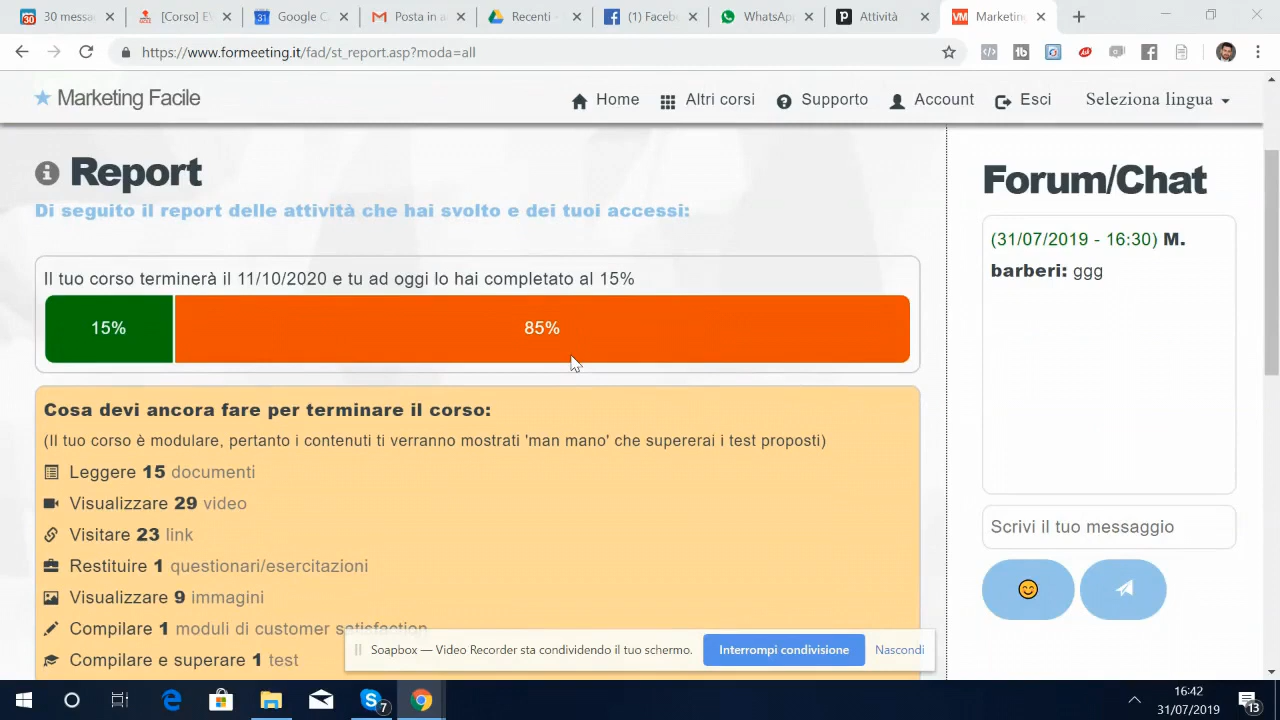 30 messa
[Corso] E
Google C
Posta in a
Recenti -
(1) Faceb
WhatsAp
Attività
Marketing
https://www.formeeting.it/fad/st_report.asp?moda=all
Marketing Facile
Home
Altri corsi
Supporto
Account
Esci
Seleziona lingua
Report
Di seguito il report delle attività che hai svolto e dei tuoi accessi:
Il tuo corso terminerà il 11/10/2020 e tu ad oggi lo hai completato al 15%
15%
85%
Cosa devi ancora fare per terminare il corso:
(Il tuo corso è modulare, pertanto i contenuti ti verranno mostrati 'man mano' che supererai i test proposti)
Leggere 15 documenti
Visualizzare 29 video
Visitare 23 link
Restituire 1 questionari/esercitazioni
Visualizzare 9 immagini
Compilare 1 moduli di customer satisfaction
Compilare e superare 1 test
Forum/Chat
(31/07/2019 - 16:30) M.
barberi: ggg
Scrivi il tuo messaggio
Soapbox — Video Recorder sta condividendo il tuo schermo.
Interrompi condivisione
Nascondi
7
16:42
31/07/2019
13